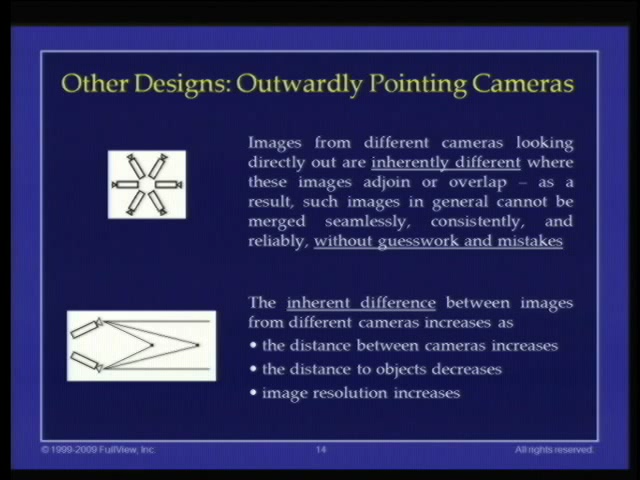 Other Designs: Outwardly Pointing Cameras
Images from different cameras looking
directly out are inherently different where
these images adjoin or overlap – as a
result, such images in general cannot be
merged seamlessly, consistently, and
reliably, without guesswork and mistakes
The inherent difference between images
from different cameras increases as
• the distance between cameras increases
• the distance to objects decreases
• image resolution increases
© 1999-2009 FullView, Inc.
14
All rights reserved.